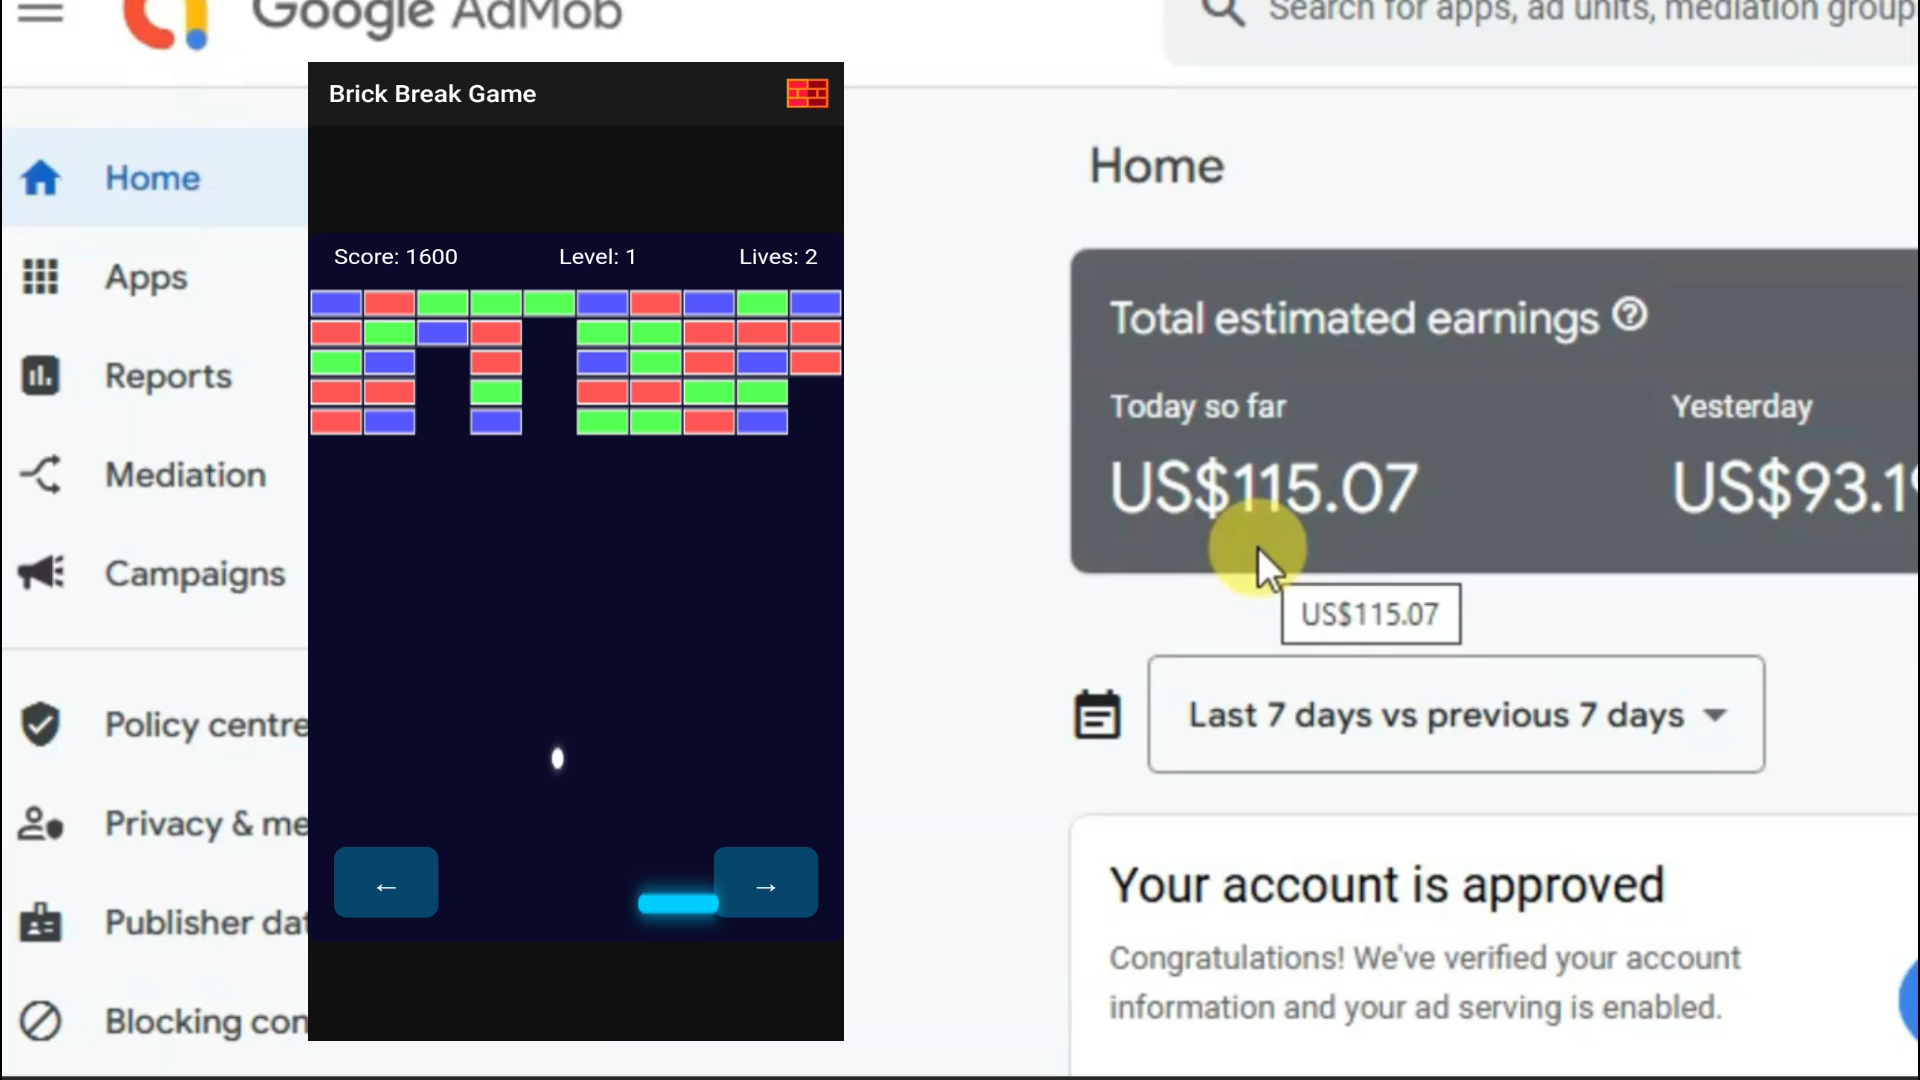 Google AdMob
Search for apps, ad units, mediation group
Brick Break Game
Home
Apps
Reports
Mediation
Campaigns
Policy centre
Privacy & me
Publisher dat
Blocking con
Score: 1600 Level: 1 Lives: 2
← →
Home
Total estimated earnings ?
Today so far Yesterday
US$115.07 US$93.19
US$115.07
Last 7 days vs previous 7 days
Your account is approved
Congratulations! We've verified your account
information and your ad serving is enabled.